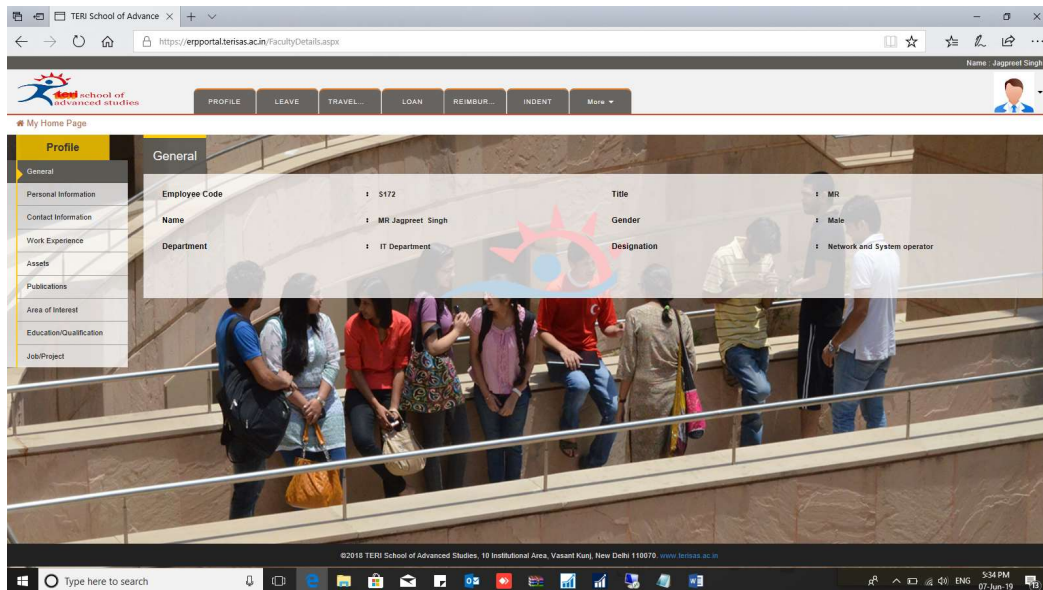 TERI School of Advance
https://erpportal.terisas.ac.in/FacultyDetails.aspx
Name : Jagpreet Singh
teri school of
advanced studies
PROFILE LEAVE TRAVEL... LOAN REIMBUR... INDENT More
My Home Page
Profile
General
Personal Information
Contact Information
Work Experience
Assets
Publications
Area of Interest
Education/Qualification
Job/Project
General
Employee Code : S172 Title : MR
Name : MR Jagpreet Singh Gender : Male
Department : IT Department Designation : Network and System operator
©2018 TERI School of Advanced Studies, 10 Institutional Area, Vasant Kunj, New Delhi 110070. www.terisas.ac.in
Type here to search
ENG
5:34 PM
07-Jun-19
13